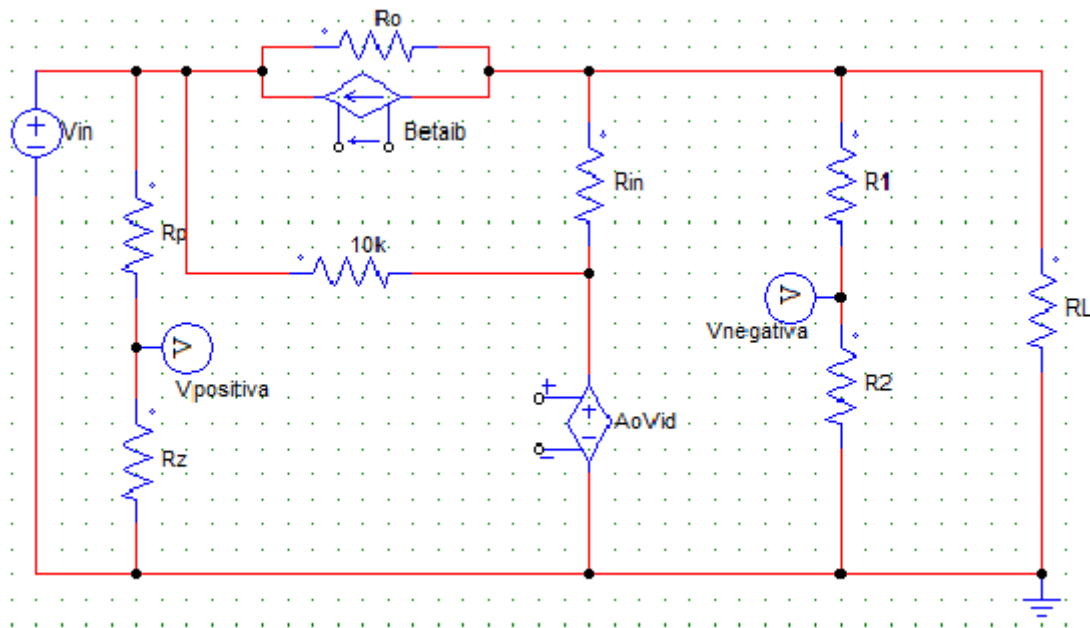 Ro
Vin
Betaib
Rin
R1
Rp
10k
V
Vnegativa
RL
V
Vpositiva
R2
AoVid
Rz